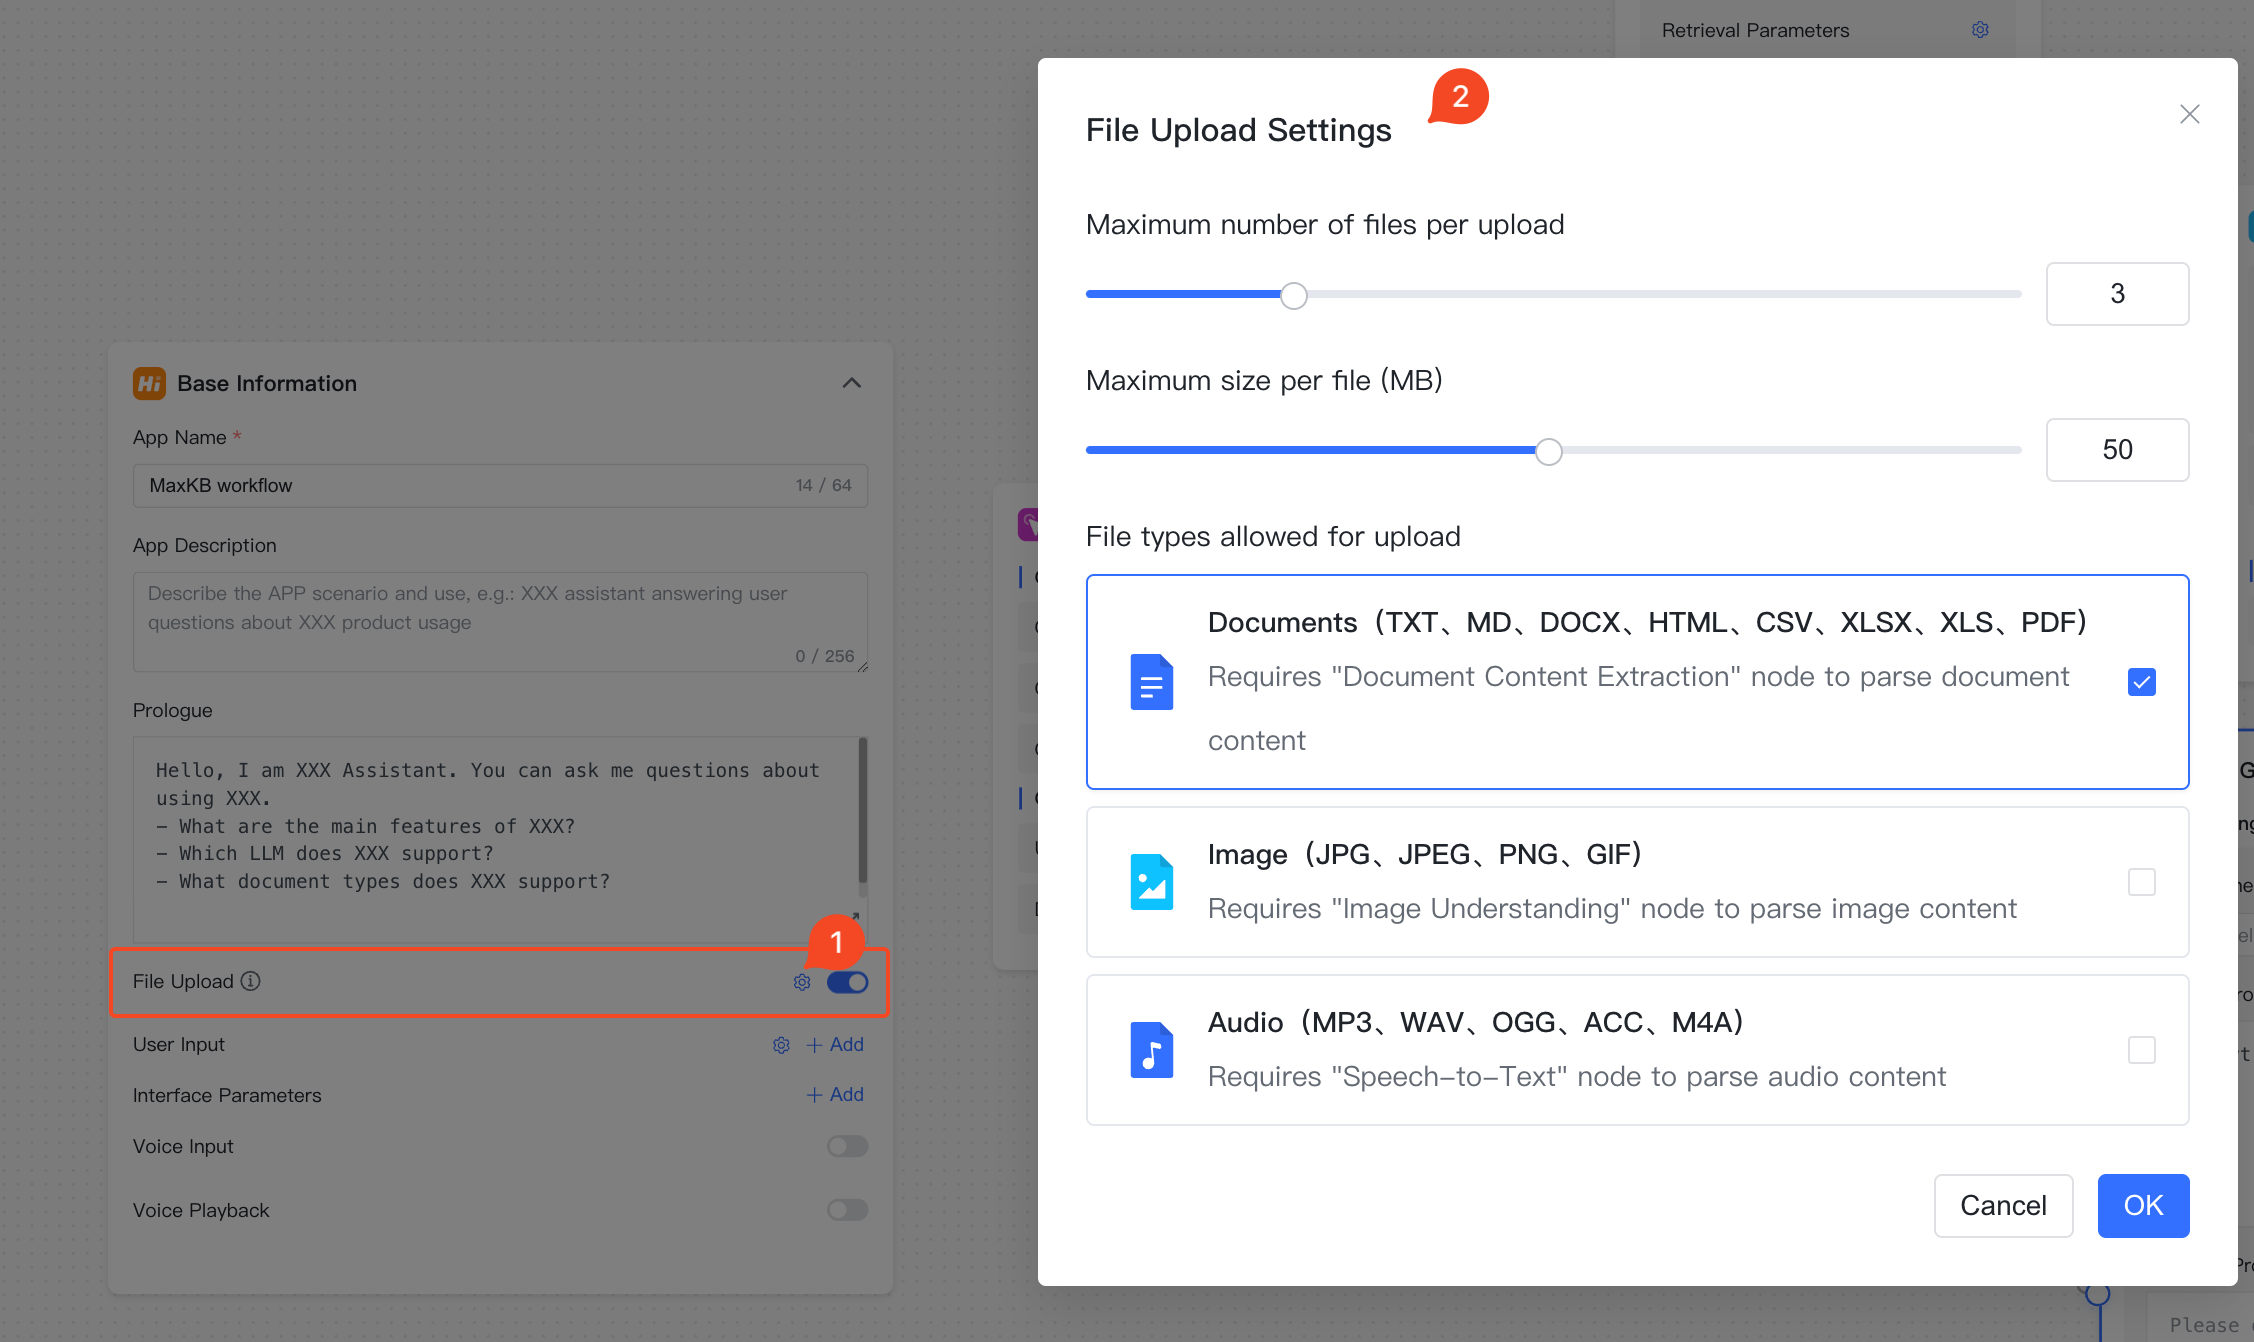 Retrieval Parameters
Hi Base Information
App Name *
MaxKB workflow 14 / 64
App Description
Describe the APP scenario and use, e.g.: XXX assistant answering user
questions about XXX product usage
0 / 256
Prologue
Hello, I am XXX Assistant. You can ask me questions about
using XXX.
- What are the main features of XXX?
- Which LLM does XXX support?
- What document types does XXX support?
1
File Upload
User Input + Add
Interface Parameters + Add
Voice Input
Voice Playback
2
File Upload Settings
Maximum number of files per upload
3
Maximum size per file (MB)
50
File types allowed for upload
Documents（TXT、MD、DOCX、HTML、CSV、XLSX、XLS、PDF）
Requires "Document Content Extraction" node to parse document
content
Image（JPG、JPEG、PNG、GIF）
Requires "Image Understanding" node to parse image content
Audio（MP3、WAV、OGG、ACC、M4A）
Requires "Speech-to-Text" node to parse audio content
Cancel OK
Please